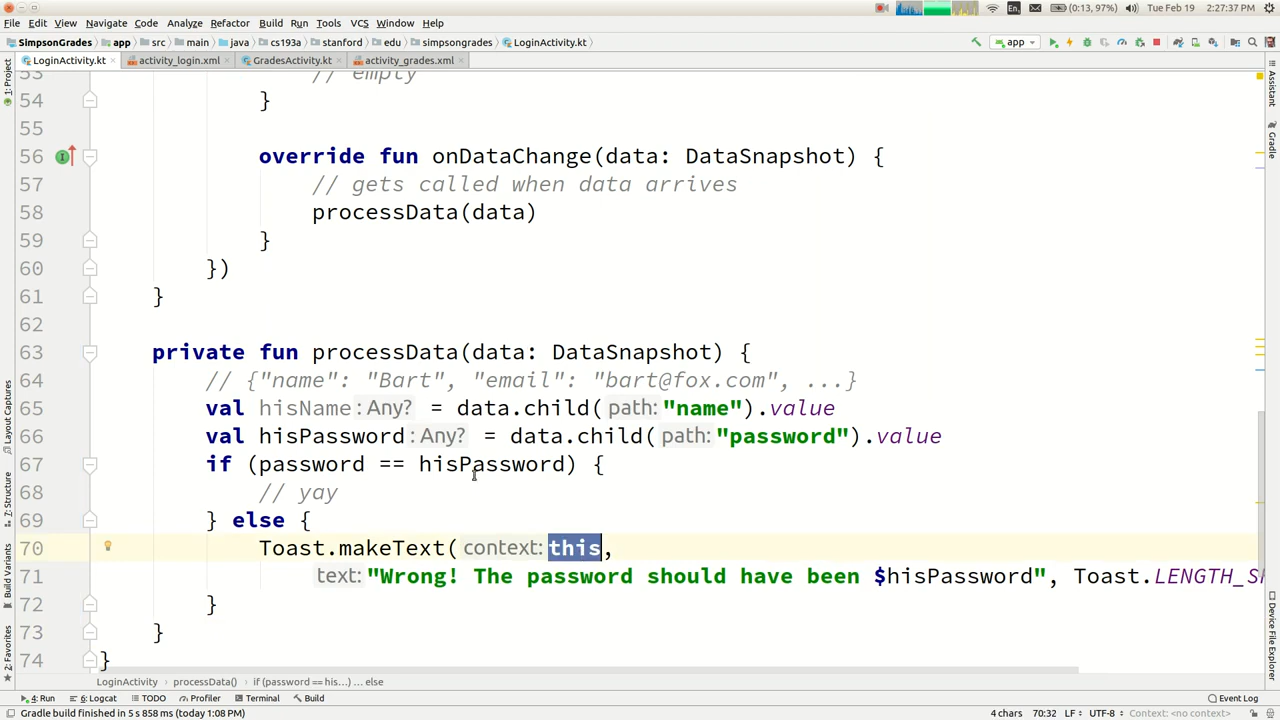 File Edit View Navigate Code Analyze Refactor Build Run Tools VCS Window Help En (0:13, 97%) Tue Feb 19 2:27:37 PM
SimpsonGrades app src main java cs193a stanford edu simpsongrades LoginActivity.kt app
LoginActivity.kt activity_login.xml GradesActivity.kt activity_grades.xml
1: Project
Layout Captures
7: Structure
Build Variants
2: Favorites
Assistant
Gradle
Device File Explorer
53 // empty
54 }
55
56 override fun onDataChange(data: DataSnapshot) {
57 // gets called when data arrives
58 processData(data)
59 }
60 })
61 }
62
63 private fun processData(data: DataSnapshot) {
64 // {"name": "Bart", "email": "bart@fox.com", ...}
65 val hisName : Any? = data.child( path: "name").value
66 val hisPassword : Any? = data.child( path: "password").value
67 if (password == hisPassword) {
68 // yay
69 } else {
70 Toast.makeText( context: this,
71 text: "Wrong! The password should have been $hisPassword", Toast.LENGTH_S
72 }
73 }
74 }
LoginActivity processData() if (password == his...) … else
4: Run 6: Logcat TODO Profiler Terminal Build Event Log
Gradle build finished in 5 s 858 ms (today 1:08 PM) 4 chars 70:32 LF UTF-8 Context: <no context>